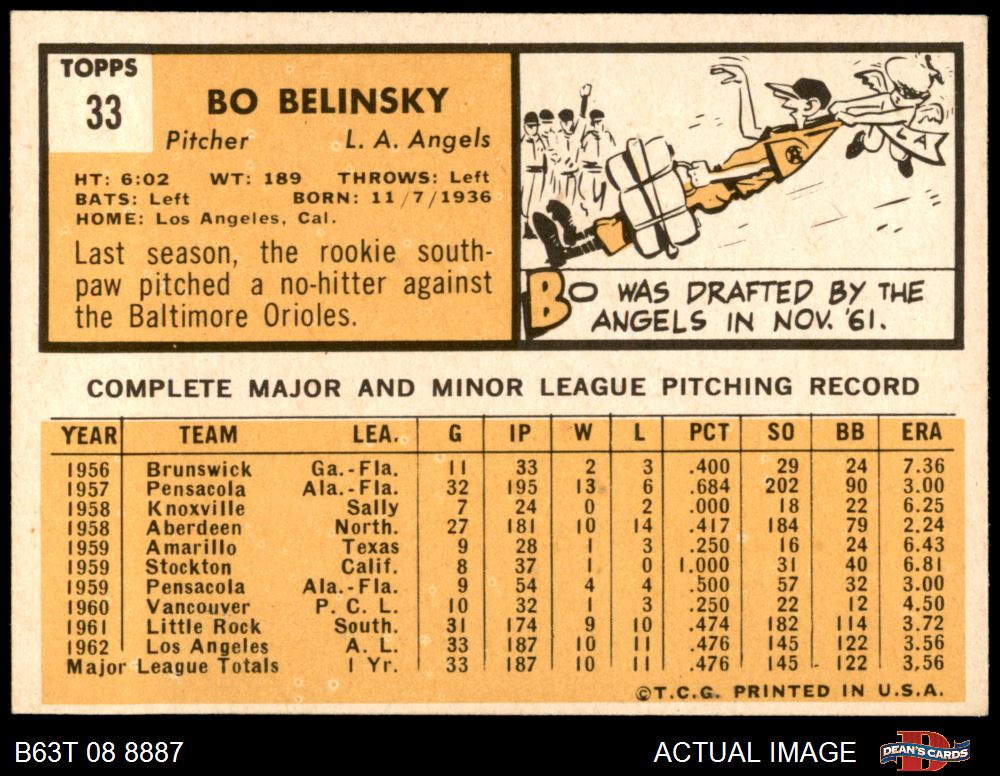 TOPPS
33
BO BELINSKY
Pitcher L. A. Angels
HT: 6:02 WT: 189 THROWS: Left
BATS: Left BORN: 11/7/1936
HOME: Los Angeles, Cal.
Last season, the rookie south-
paw pitched a no-hitter against
the Baltimore Orioles.
A
A
BO WAS DRAFTED BY THE
ANGELS IN NOV. '61.
COMPLETE MAJOR AND MINOR LEAGUE PITCHING RECORD
YEAR TEAM LEA. G IP W L PCT SO BB ERA
1956 Brunswick Ga.-Fla. 11 33 2 3 .400 29 24 7.36
1957 Pensacola Ala.-Fla. 32 195 13 6 .684 202 90 3.00
1958 Knoxville Sally 7 24 0 2 .000 18 22 6.25
1958 Aberdeen North. 27 181 10 14 .417 184 79 2.24
1959 Amarillo Texas 9 28 1 3 .250 16 24 6.43
1959 Stockton Calif. 8 37 1 0 1.000 31 40 6.81
1959 Pensacola Ala.-Fla. 9 54 4 4 .500 57 32 3.00
1960 Vancouver P. C. L. 10 32 1 3 .250 22 12 4.50
1961 Little Rock South. 31 174 9 10 .474 182 114 3.72
1962 Los Angeles A. L. 33 187 10 11 .476 145 122 3.56
Major League Totals 1 Yr. 33 187 10 11 .476 145 122 3.56
©T.C.G. PRINTED IN U.S.A.
B63T 08 8887 ACTUAL IMAGE DEAN'S CARDS